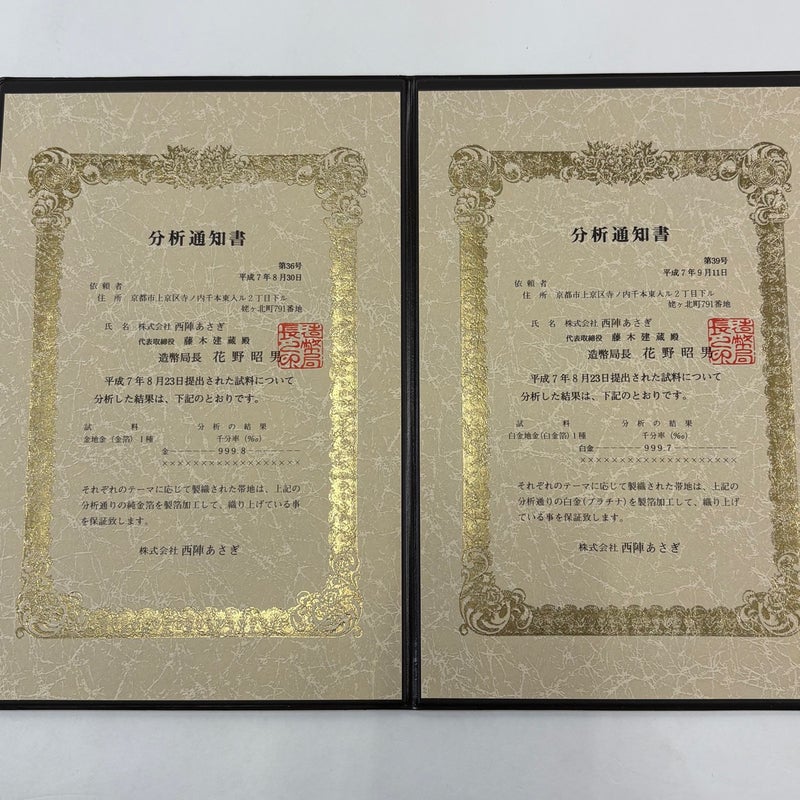 分析通知書
第36号
平成7年8月30日
依頼者
住所 京都市上京区寺ノ内千本東入ル2丁目下ル
姥ヶ北町791番地
氏名 株式会社 西陣あさぎ
代表取締役 藤木建蔵殿
造幣局長 花野昭男
造幣局長之印
平成7年8月23日提出された試料について
分析した結果は、下記のとおりです。
試料 分析の結果
金地金(金箔)1種 千分率(‰)
金―――――999.8―――――
×××××××××××××××××××
それぞれのテーマに応じて製織された帯地は、上記の
分析通りの純金箔を製箔加工して、織り上げている事
を保証致します。
株式会社 西陣あさぎ
分析通知書
第39号
平成7年9月11日
依頼者
住所 京都市上京区寺ノ内千本東入ル2丁目下ル
姥ヶ北町791番地
氏名 株式会社 西陣あさぎ
代表取締役 藤木建蔵殿
造幣局長 花野昭男
造幣局長之印
平成7年8月23日提出された試料について
分析した結果は、下記のとおりです。
試料 分析の結果
白金地金(白金箔)1種 千分率(‰)
白金―――――999.7―――――
×××××××××××××××××××
それぞれのテーマに応じて製織された帯地は、上記の
分析通りの白金(プラチナ)を製箔加工して、織り上げ
ている事を保証致します。
株式会社 西陣あさぎ